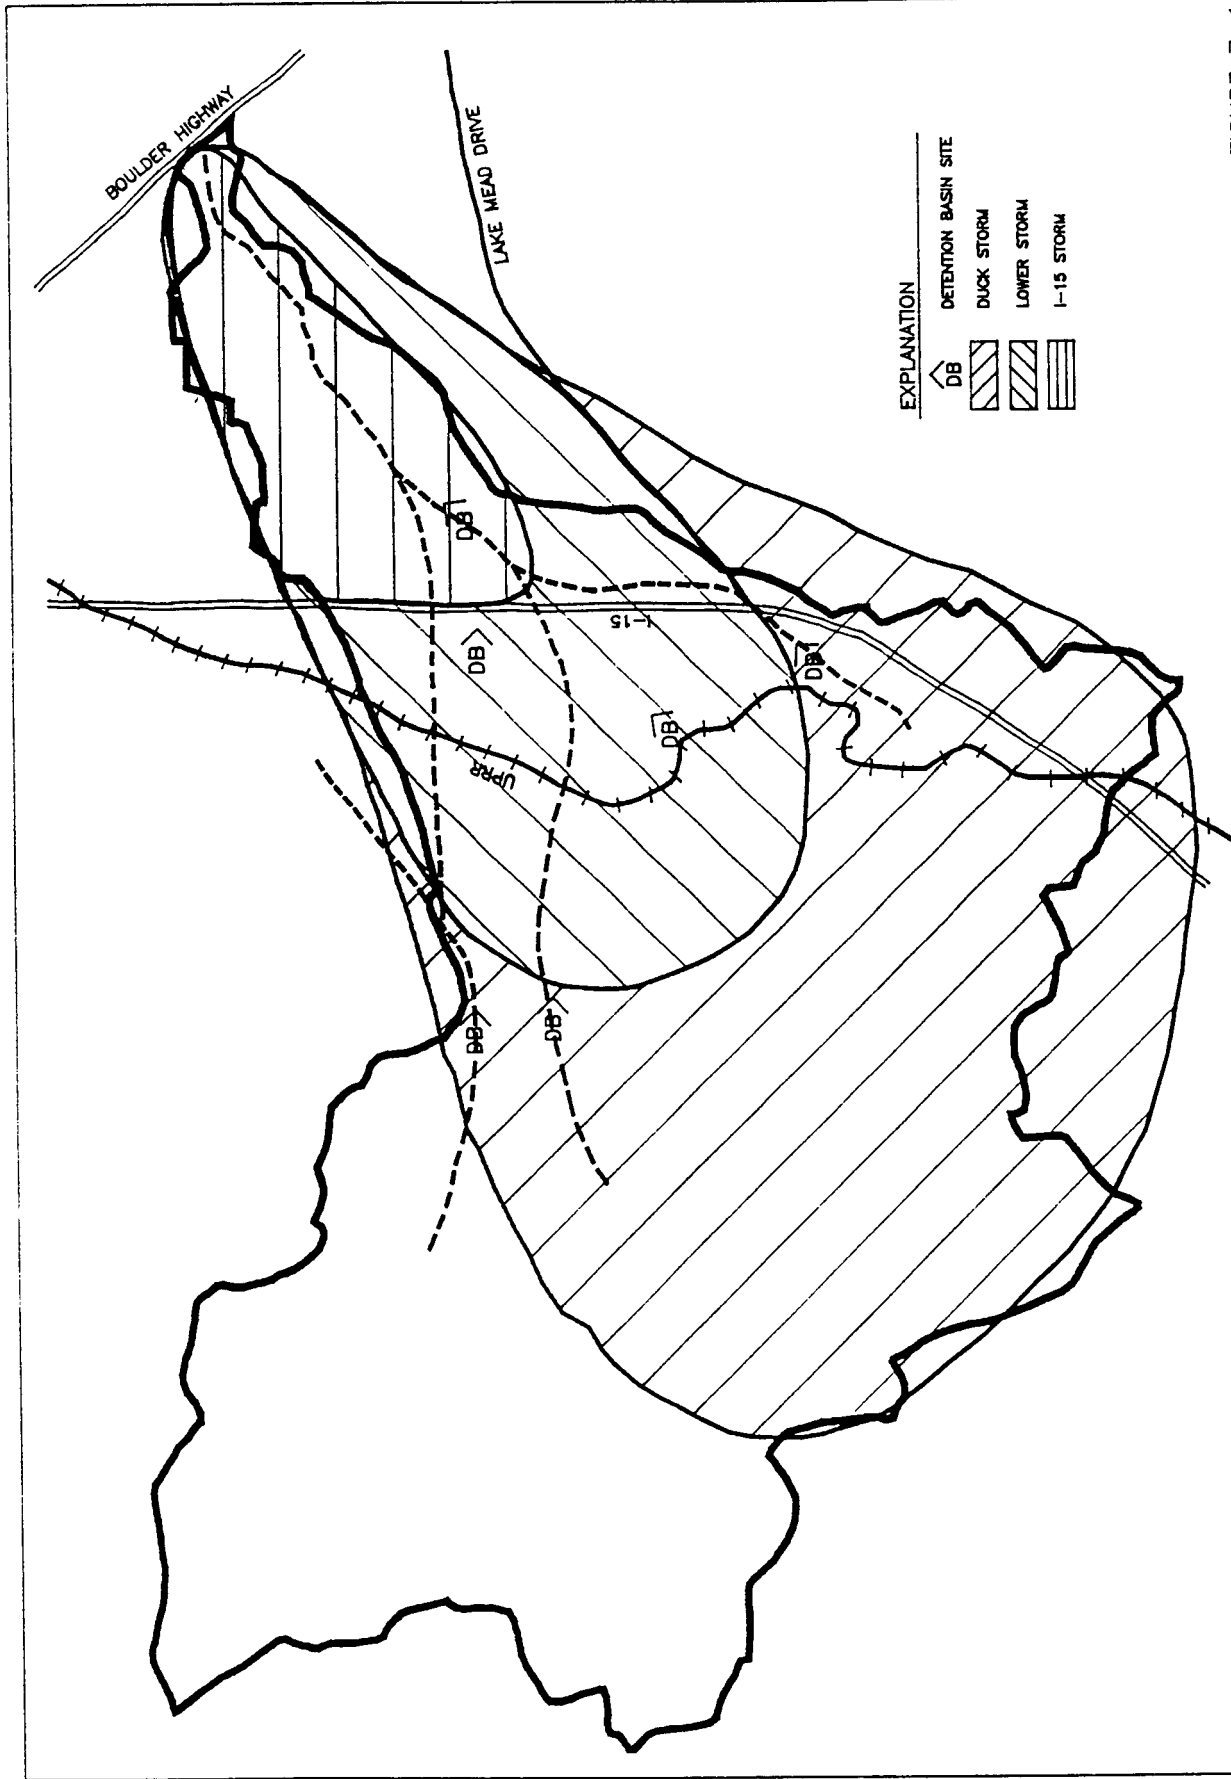 BOULDER HIGHWAY
LAKE MEAD DRIVE
I-15
UPRR
DB
DB
DB
DB
DB
DB
EXPLANATION
DB
DETENTION BASIN SITE
DUCK STORM
LOWER STORM
I-15 STORM